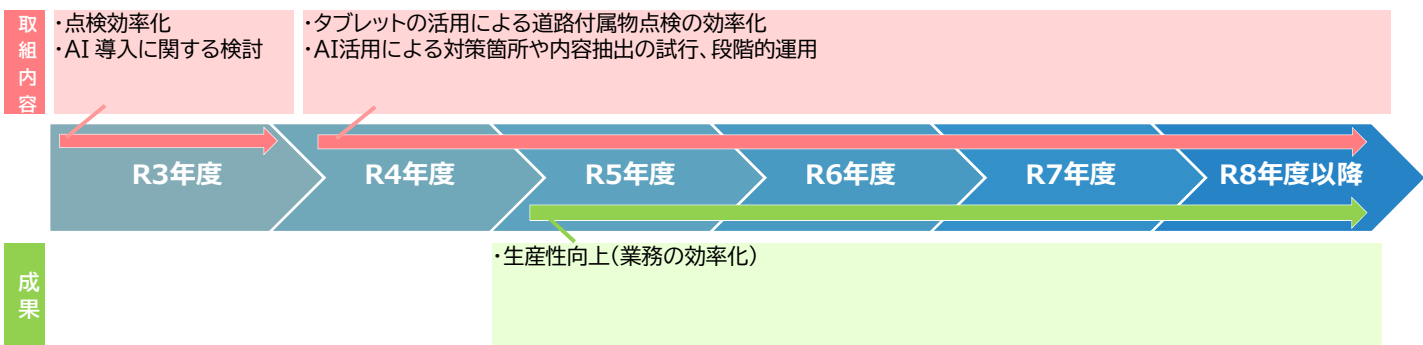 取組内容
・点検効率化
・AI 導入に関する検討
・タブレットの活用による道路付属物点検の効率化
・AI活用による対策箇所や内容抽出の試行、段階的運用
R3年度
R4年度
R5年度
R6年度
R7年度
R8年度以降
成果
・生産性向上(業務の効率化)